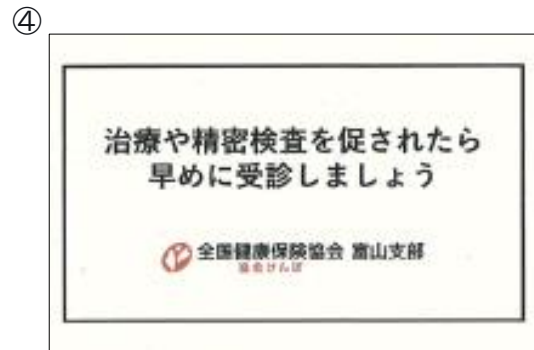 ④
治療や精密検査を促されたら
早めに受診しましょう
全国健康保険協会 富山支部
協会けんぽ